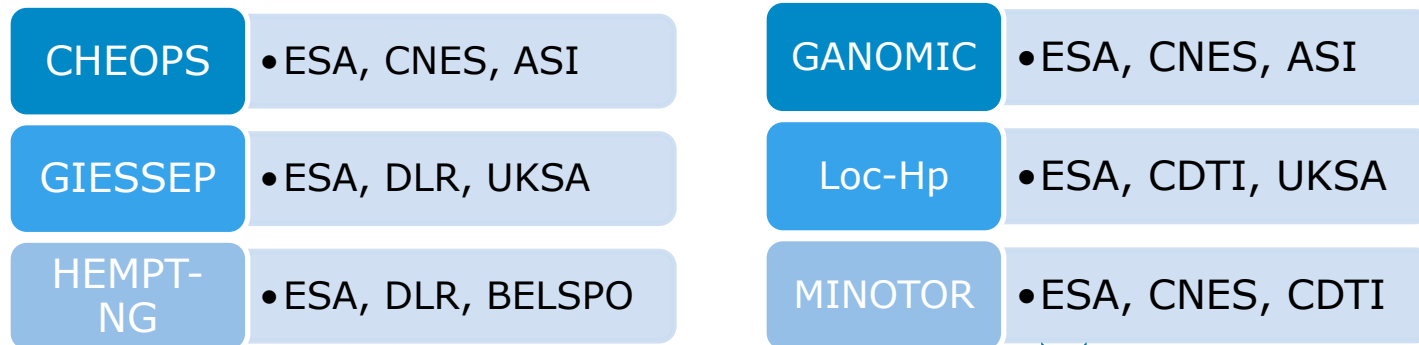 CHEOPS
•ESA, CNES, ASI
GIESSEP
•ESA, DLR, UKSA
HEMPT-
NG
•ESA, DLR, BELSPO
GANOMIC
•ESA, CNES, ASI
Loc-Hp
•ESA, CDTI, UKSA
MINOTOR
•ESA, CNES, CDTI